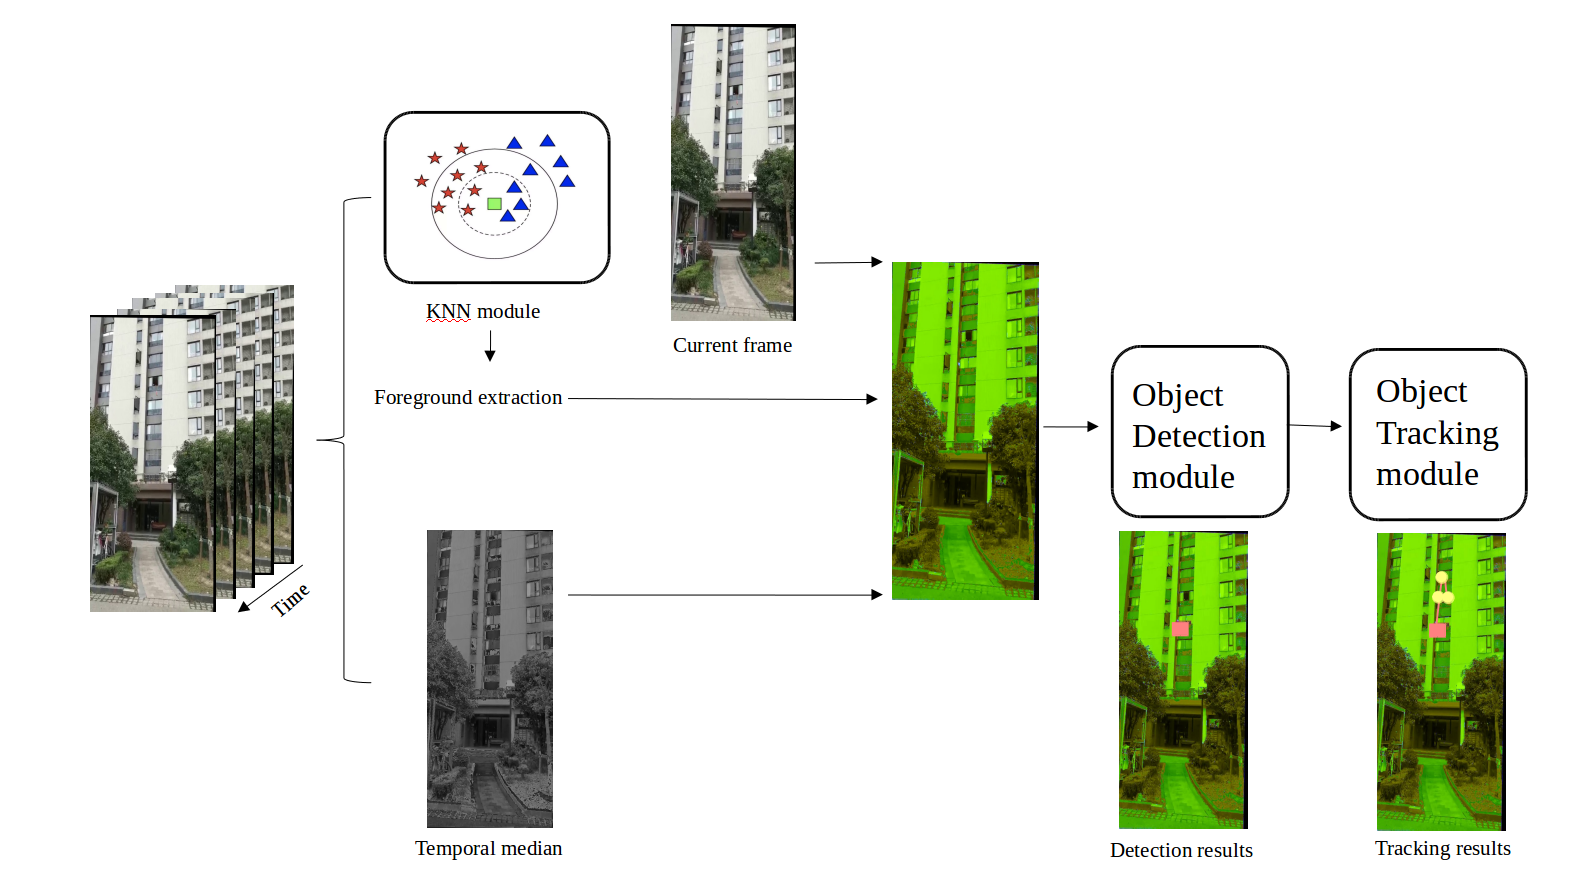 KNN module
Current frame
Foreground extraction
Time
Object
Detection
module
Object
Tracking
module
Temporal median
Detection results
Tracking results